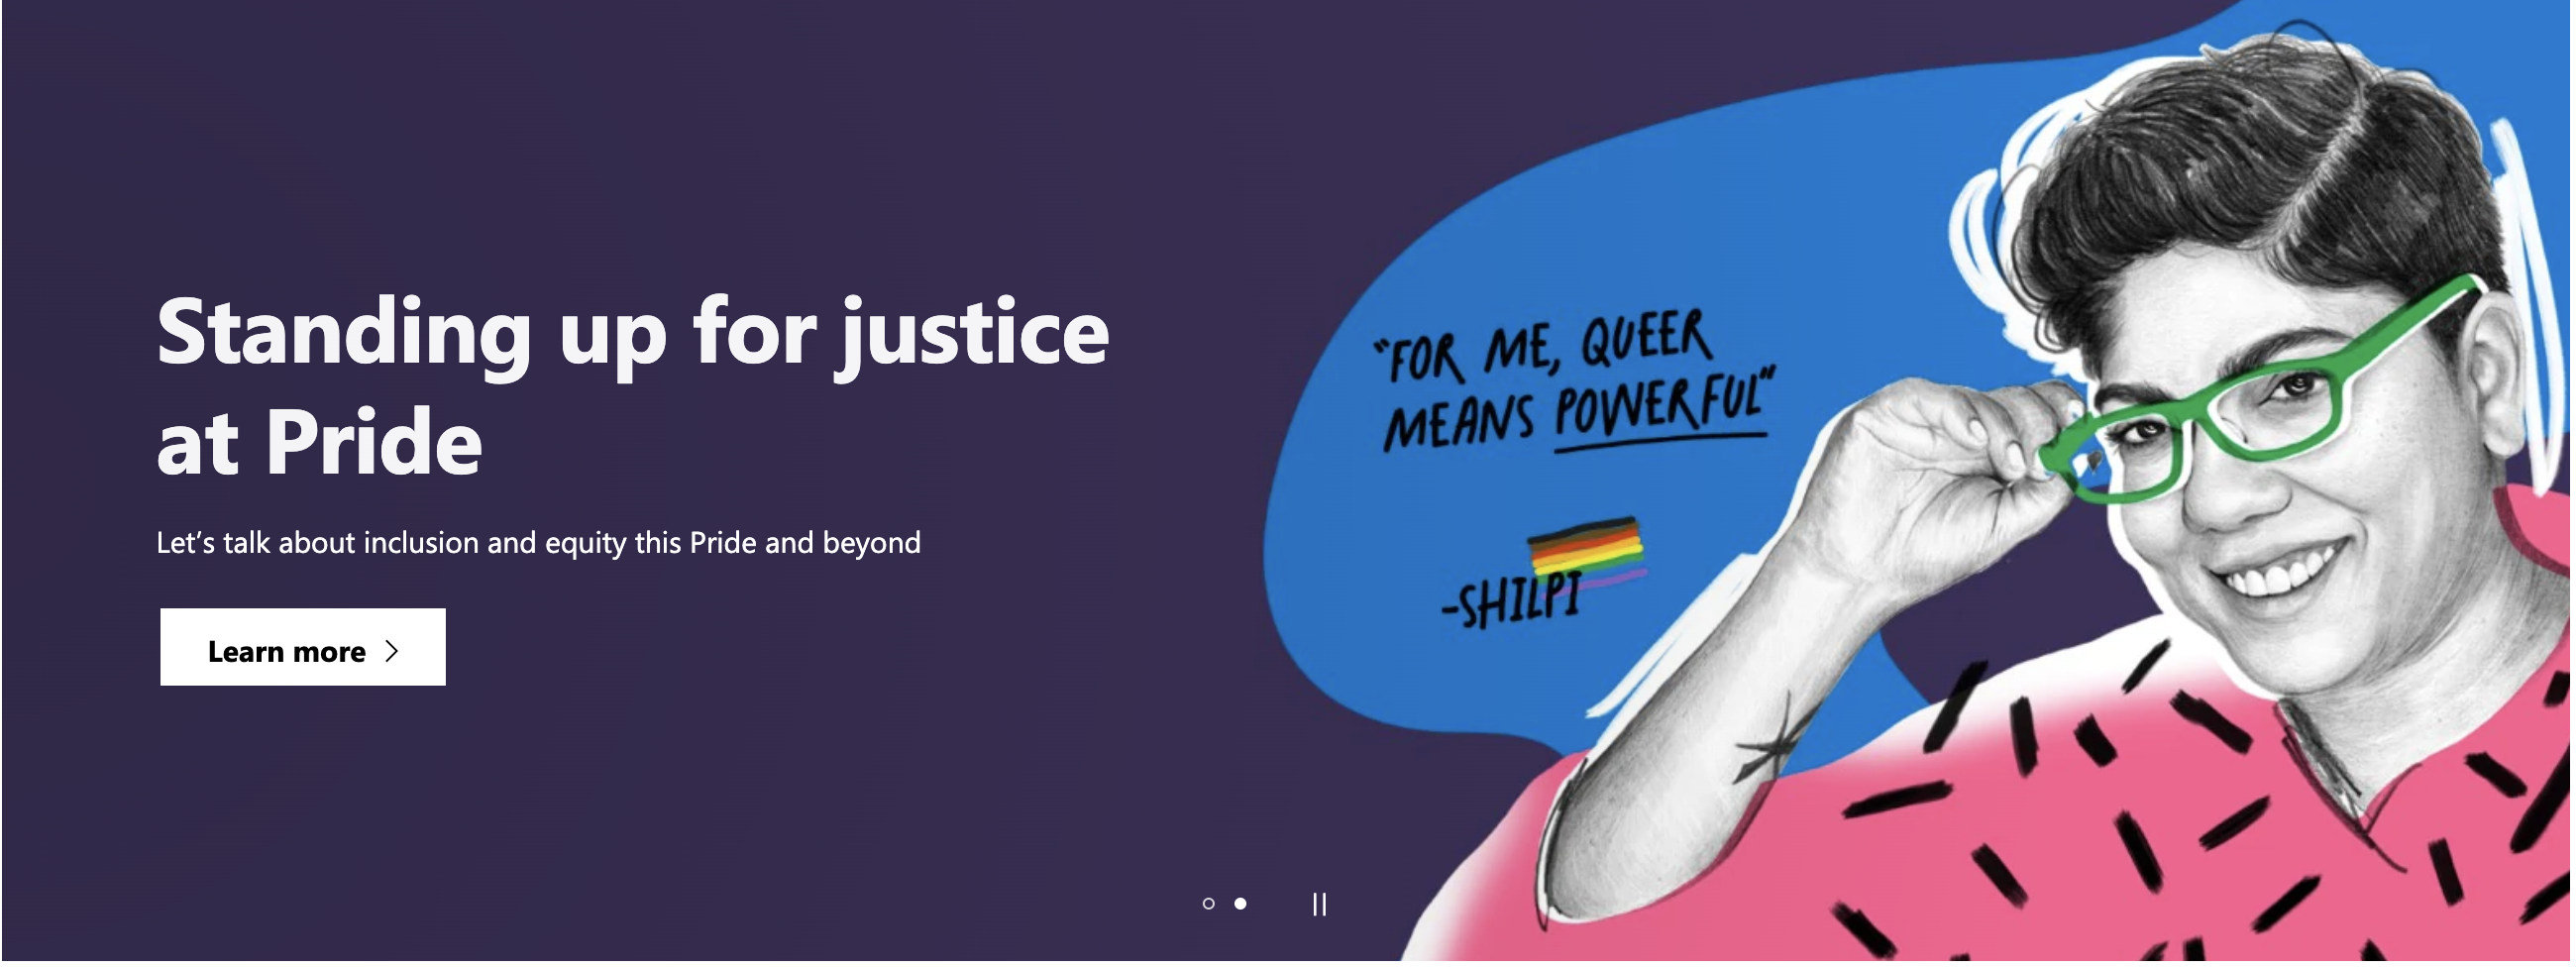 Standing up for justice
at Pride
Let’s talk about inclusion and equity this Pride and beyond
Learn more
“FOR ME, QUEER
MEANS POWERFUL”
-SHILPI